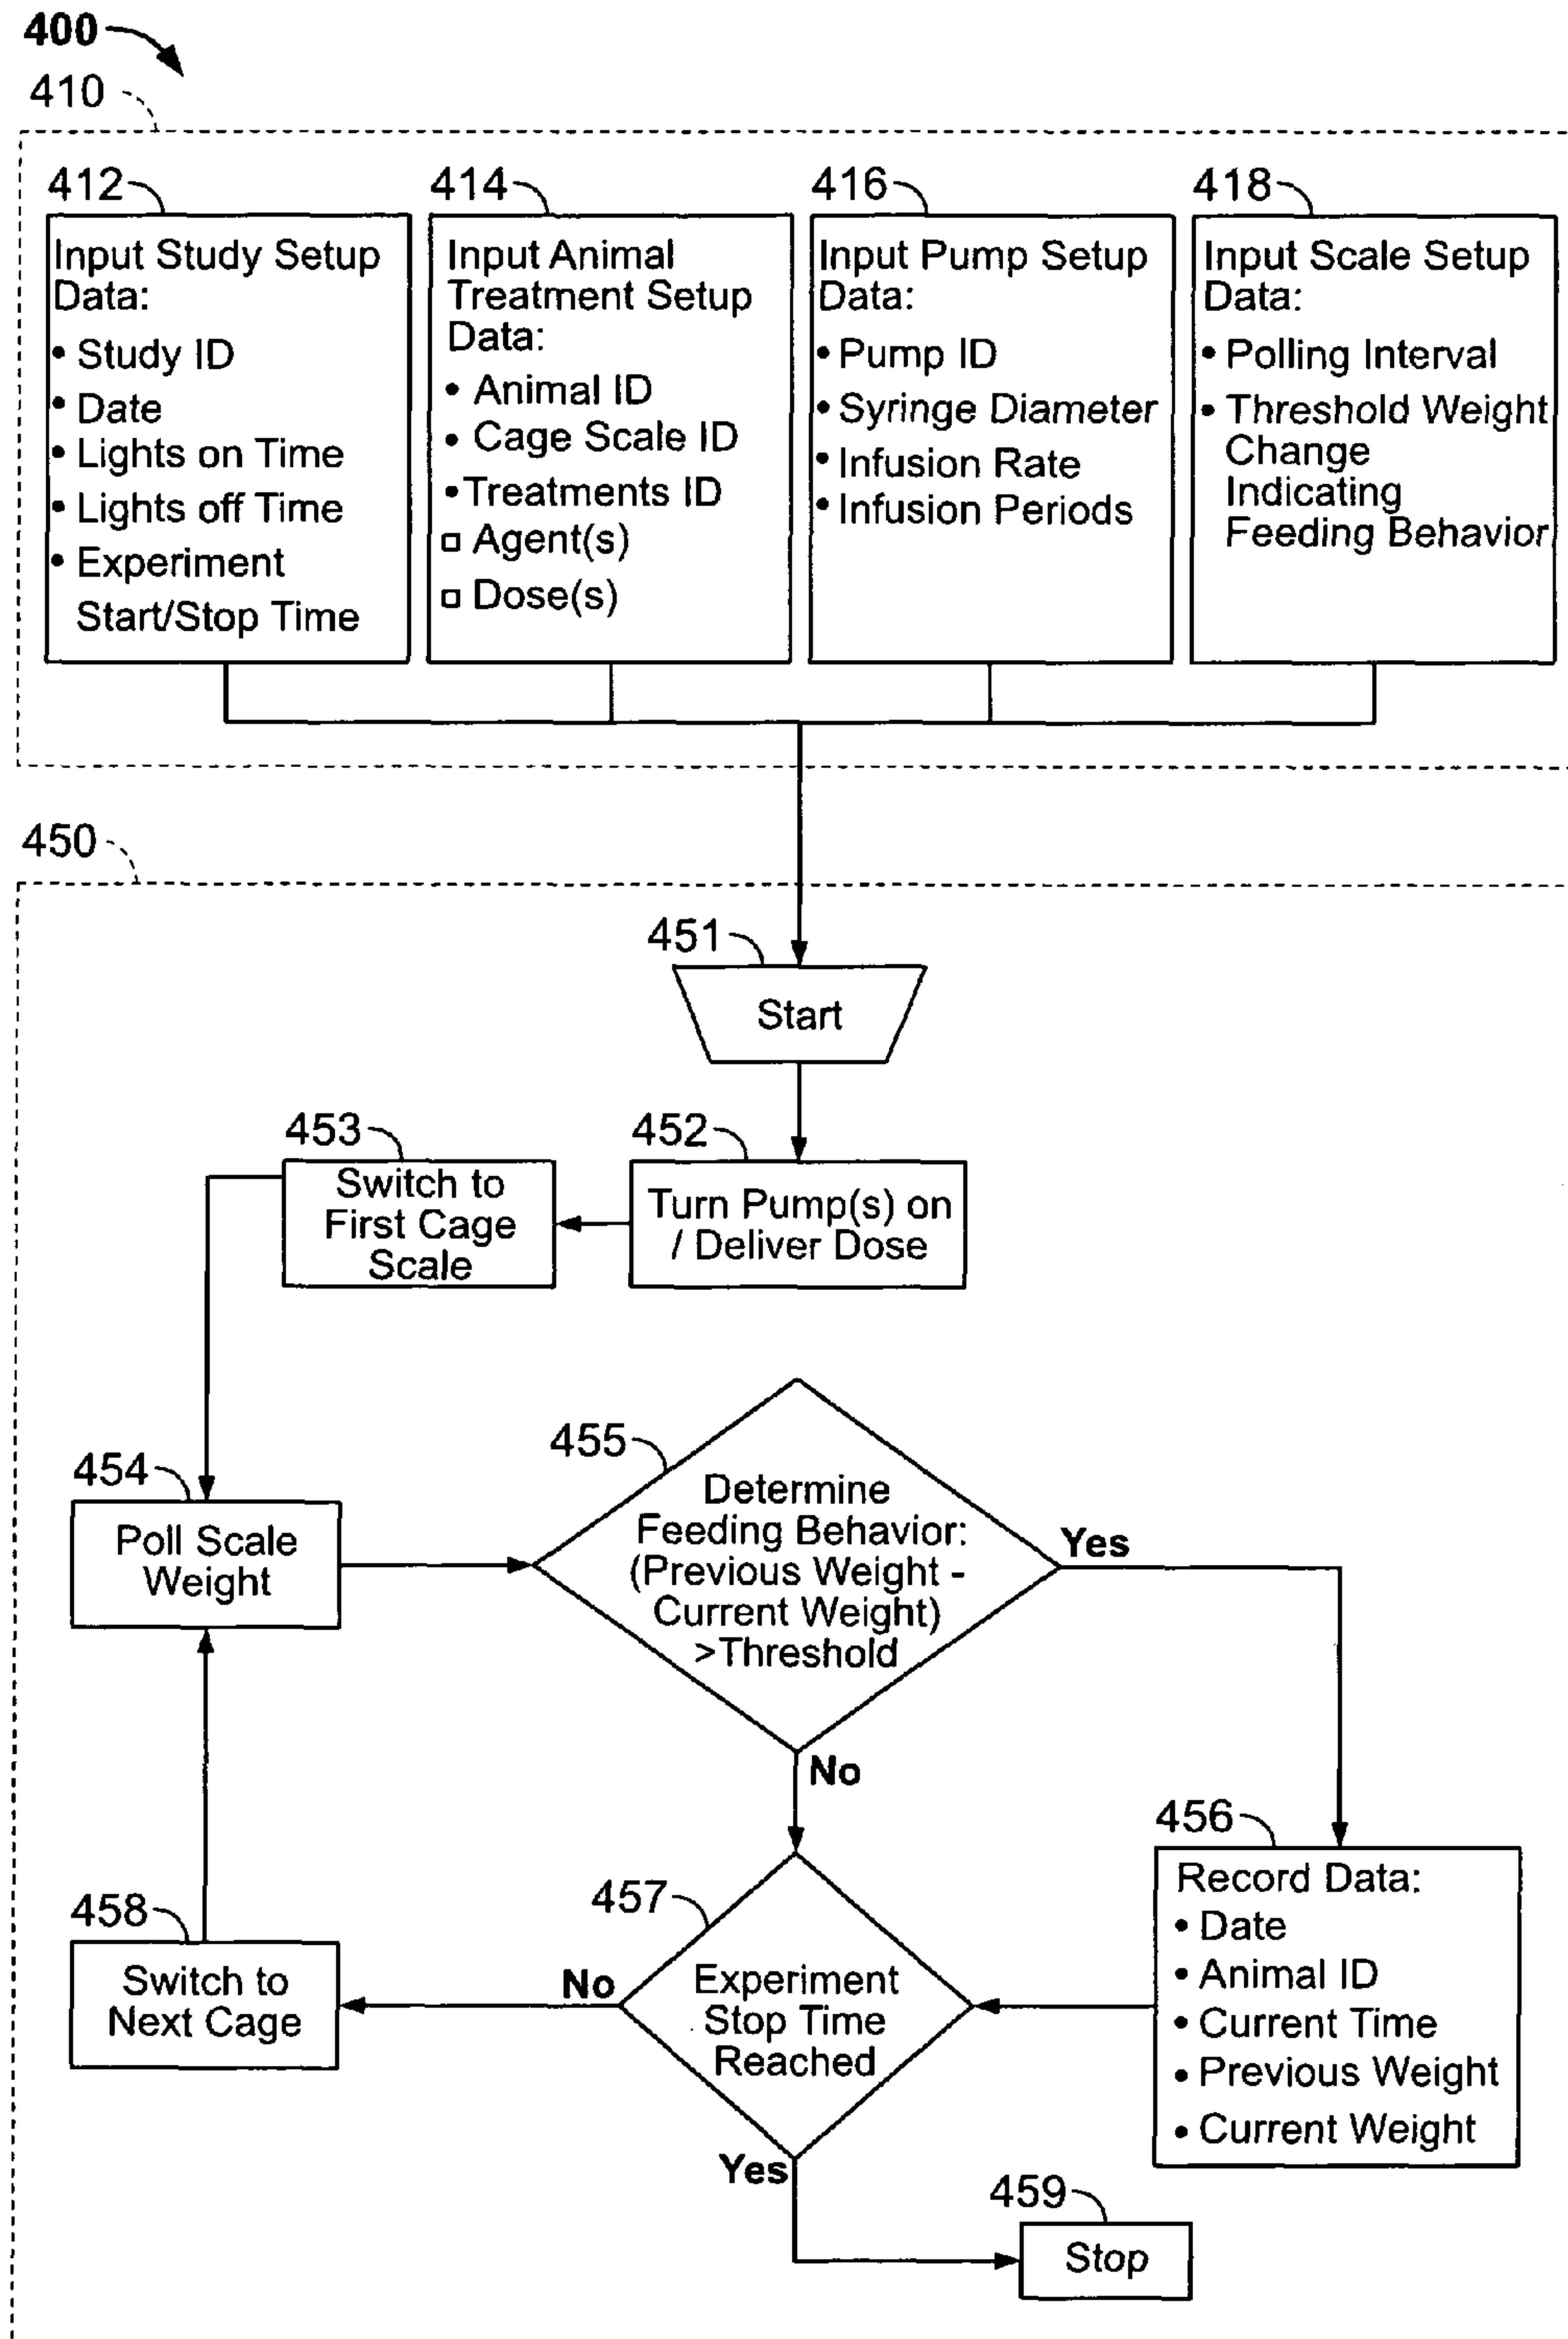 400
410
412
Input Study Setup
Data:
• Study ID
• Date
• Lights on Time
• Lights off Time
• Experiment
Start/Stop Time
414
Input Animal
Treatment Setup
Data:
• Animal ID
• Cage Scale ID
•Treatments ID
□ Agent(s)
□ Dose(s)
416
Input Pump Setup
Data:
• Pump ID
• Syringe Diameter
• Infusion Rate
• Infusion Periods
418
Input Scale Setup
Data:
• Polling Interval
• Threshold Weight
Change
Indicating
Feeding Behavior
450
451
Start
453
Switch to
First Cage
Scale
452
Turn Pump(s) on
/ Deliver Dose
454
Poll Scale
Weight
455
Determine
Feeding Behavior:
(Previous Weight -
Current Weight)
>Threshold
Yes
No
456
Record Data:
• Date
• Animal ID
• Current Time
• Previous Weight
• Current Weight
457
Experiment
Stop Time
Reached
No
458
Switch to
Next Cage
Yes
459
Stop